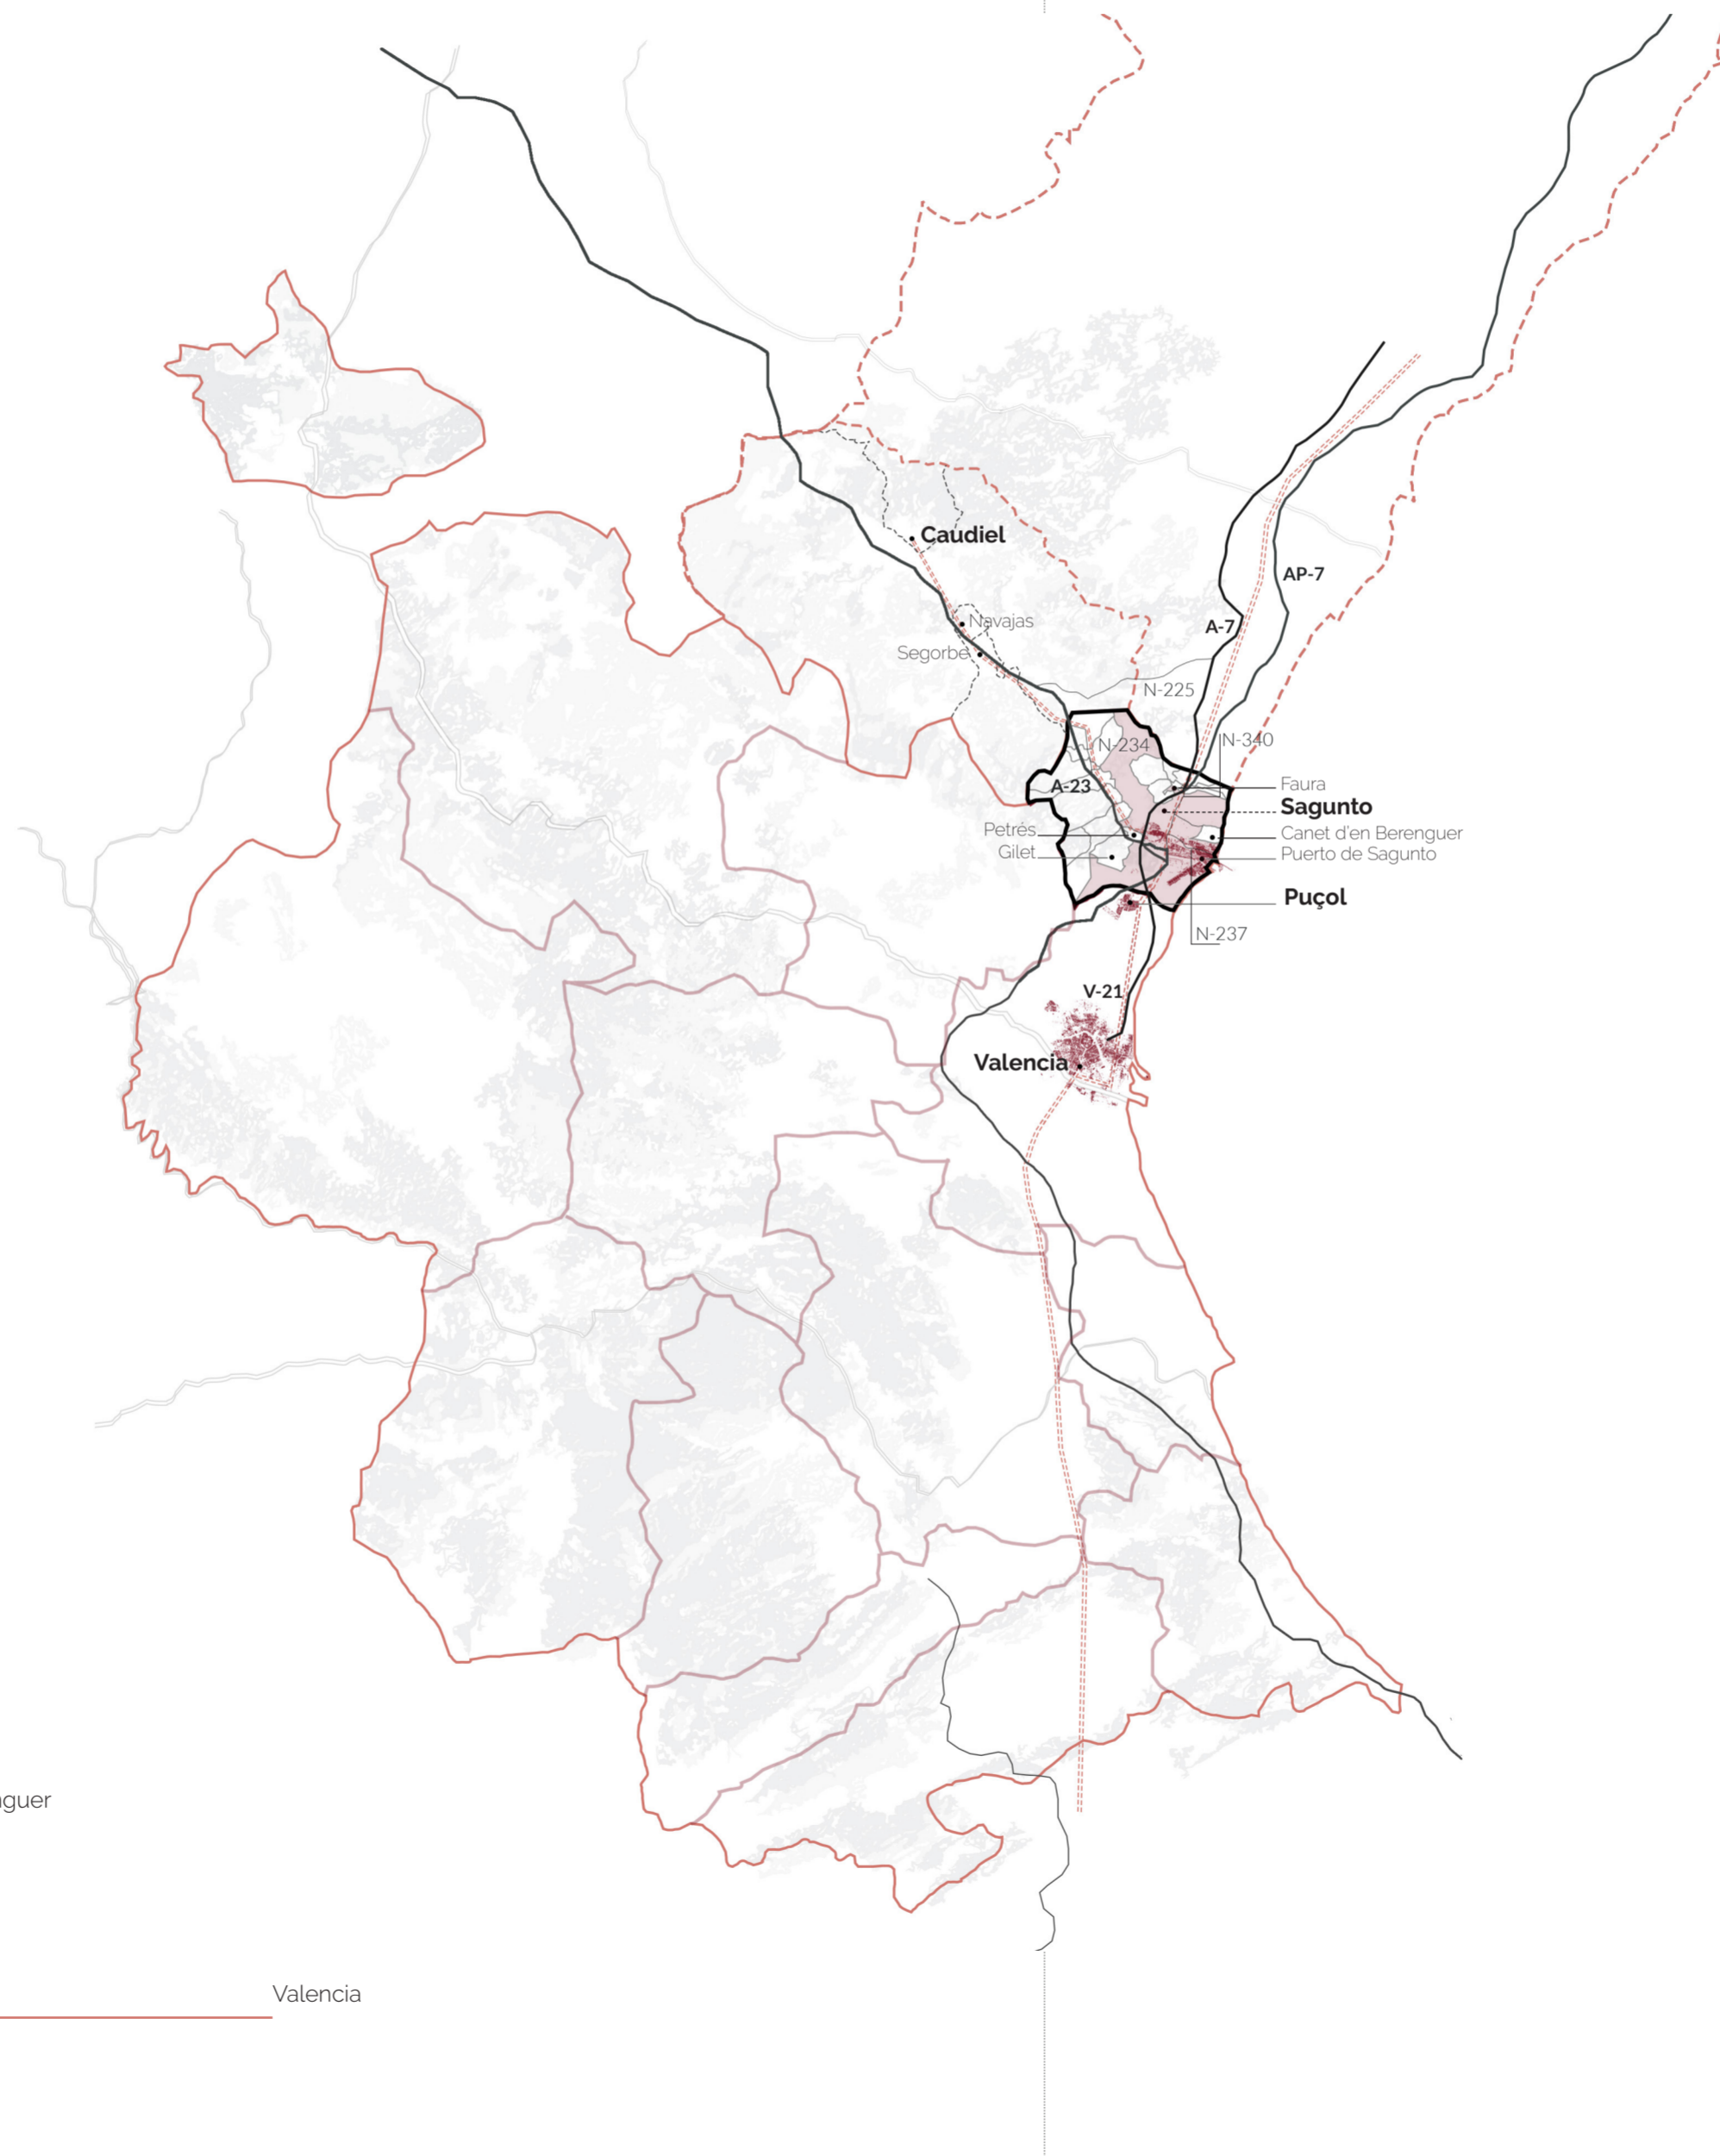 Caudiel
AP-7
Navajas
A-7
Segorbe
N-225
N-340
N-234
Faura
A-23
Sagunto
Petrés
Canet d'en Berenguer
Gilet
Puerto de Sagunto
Puçol
N-237
V-21
Valencia
guer
Valencia